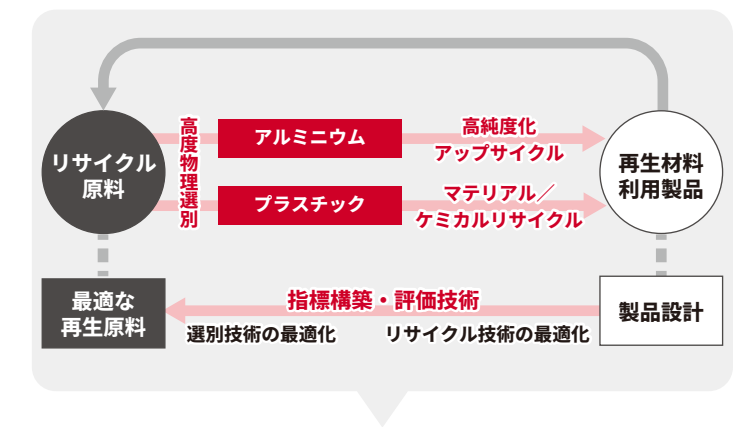 リサイクル
原料
高度物理選別
アルミニウム
高純度化
アップサイクル
プラスチック
マテリアル／
ケミカルリサイクル
再生材料
利用製品
最適な
再生原料
指標構築・評価技術
選別技術の最適化
リサイクル技術の最適化
製品設計